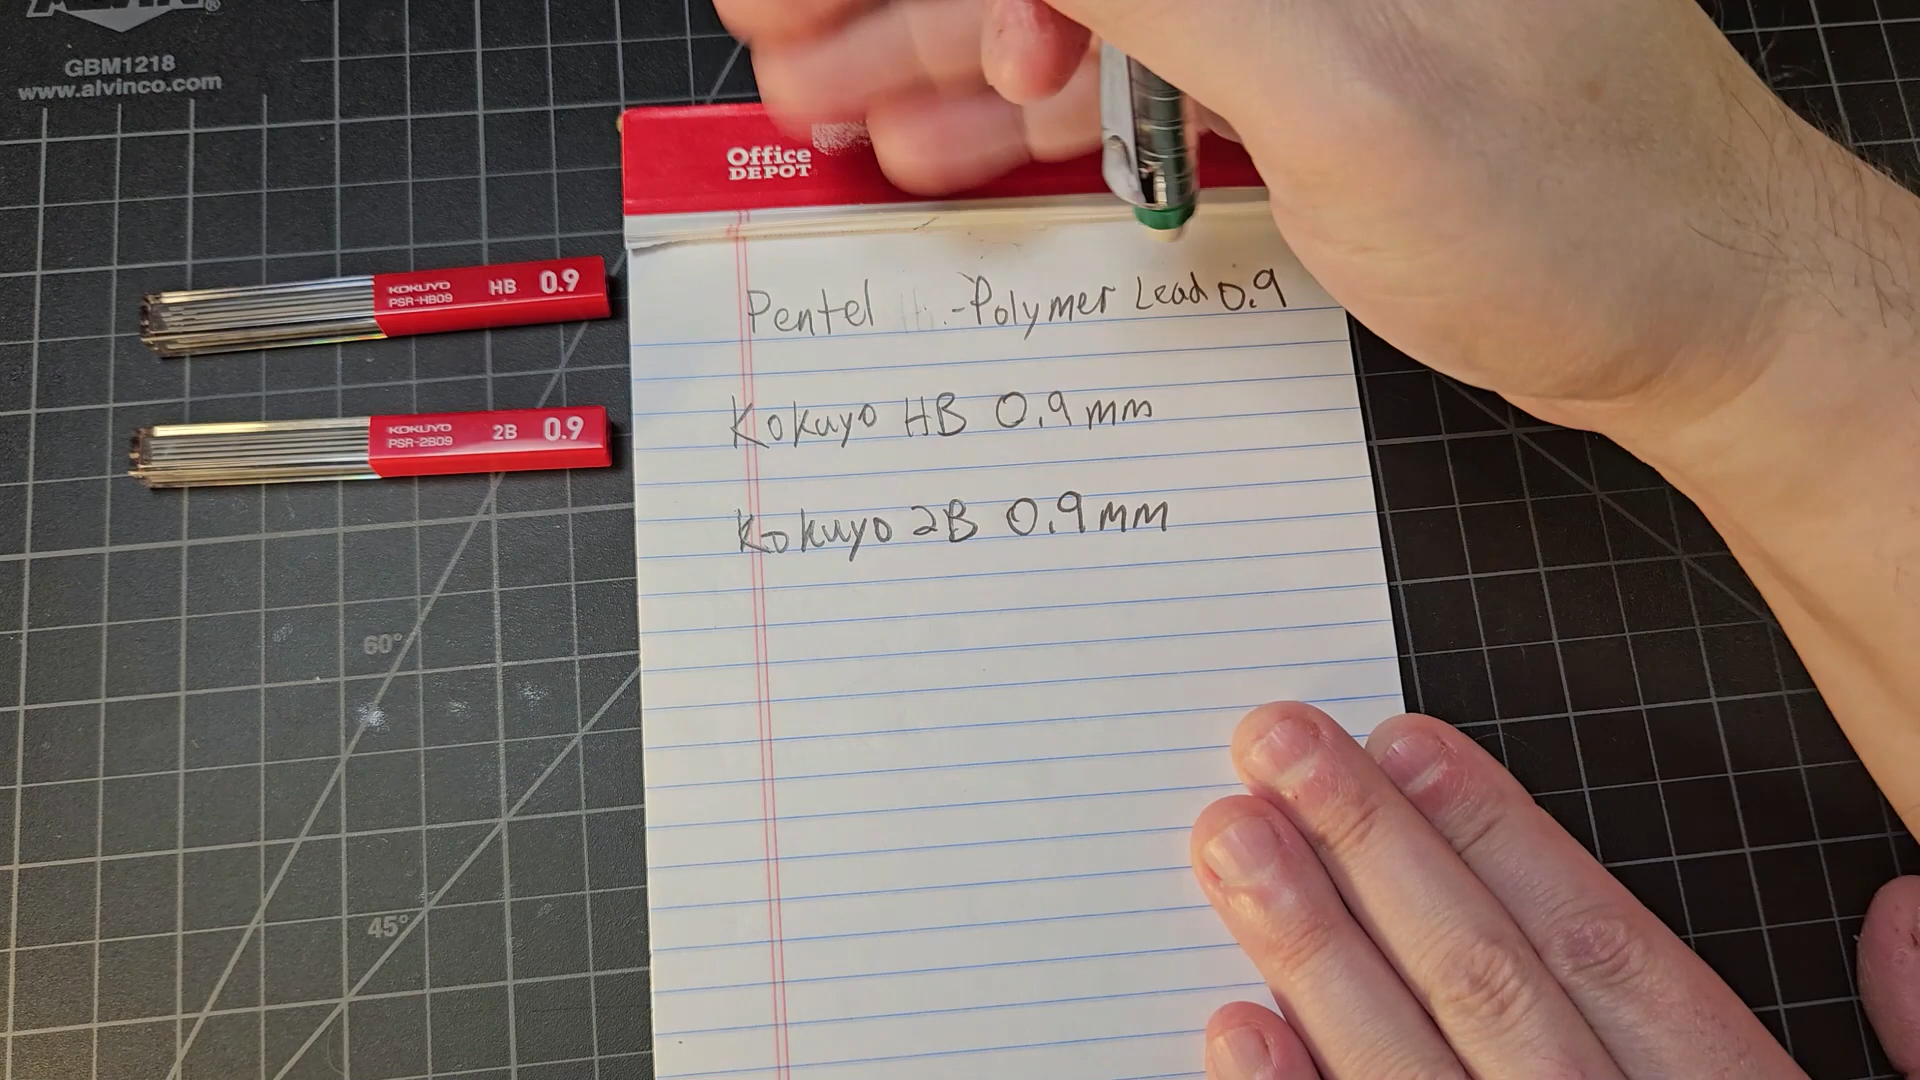 GBM1218
www.alvinco.com
Office
DEPOT
KOKUYO
PSR-HB09
HB 0.9
KOKUYO
PSR-2B09
2B 0.9
Pentel -Polymer Lead 0.9
Kokuyo HB 0.9mm
Kokuyo 2B 0.9mm
60°
45°